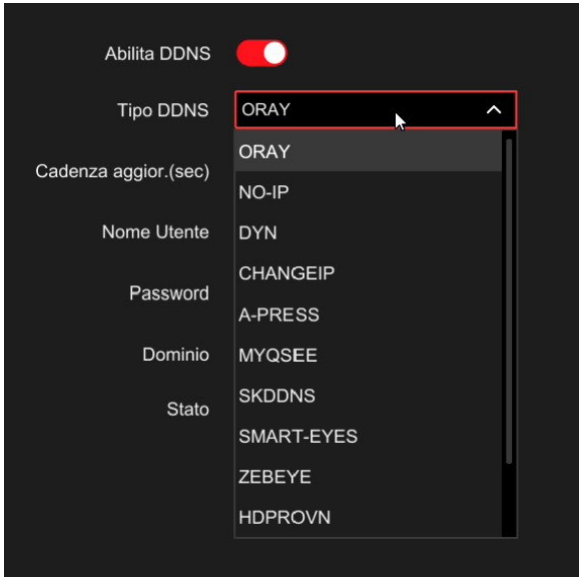 Abilita DDNS
Tipo DDNS ORAY
ORAY
Cadenza aggior.(sec)
NO-IP
Nome Utente DYN
CHANGEIP
Password
A-PRESS
Dominio MYQSEE
SKDDNS
Stato
SMART-EYES
ZEBEYE
HDPROVN